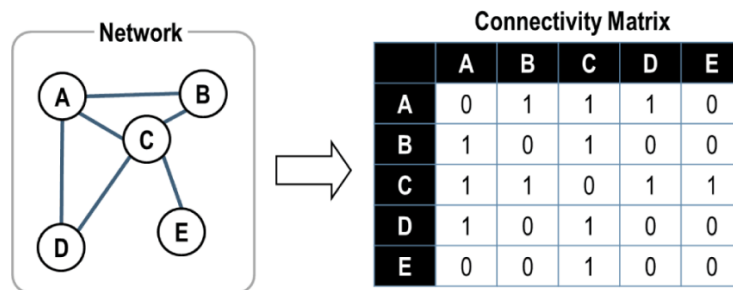 Network
A
B
C
D
E
Connectivity Matrix
A B C D E
A 0 1 1 1 0
B 1 0 1 0 0
C 1 1 0 1 1
D 1 0 1 0 0
E 0 0 1 0 0